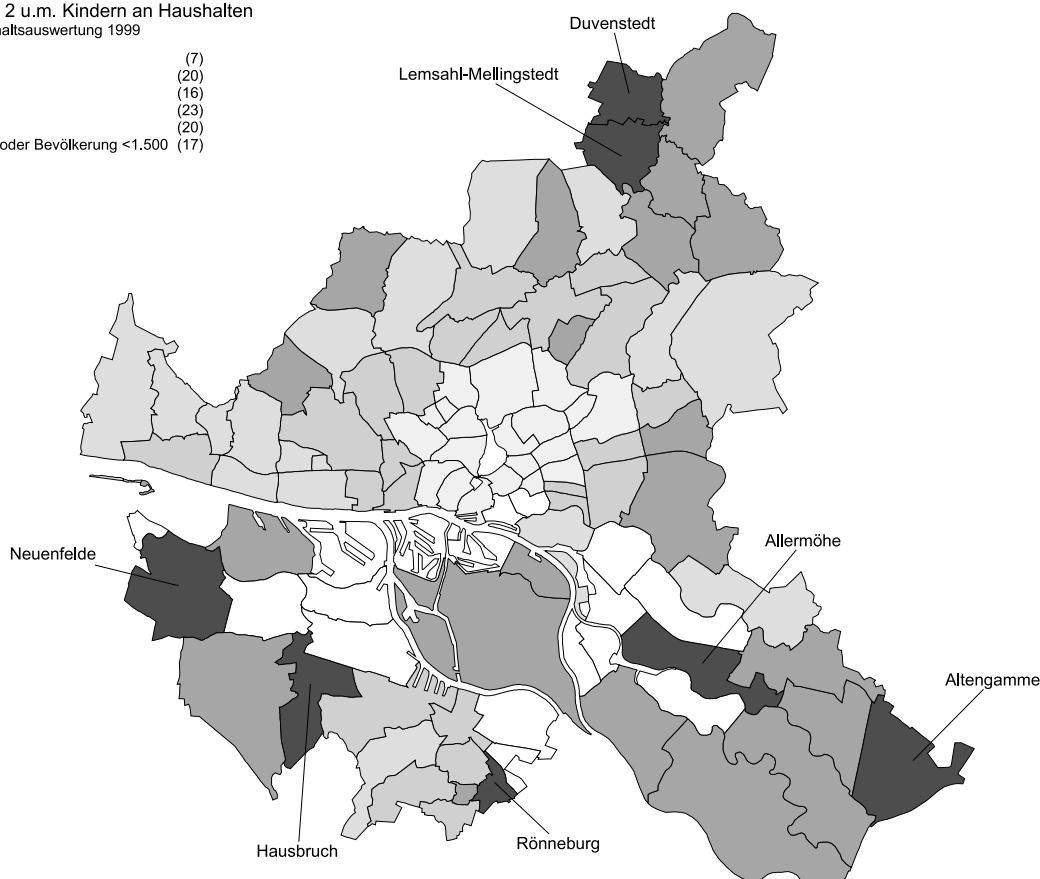 2 u.m. Kindern an Haushalten
altsauswertung 1999
(7)
(20)
(16)
(23)
(20)
oder Bevölkerung <1.500 (17)
Duvenstedt
Lemsahl-Mellingstedt
Neuenfelde
Allermöhe
Altengamme
Rönneburg
Hausbruch